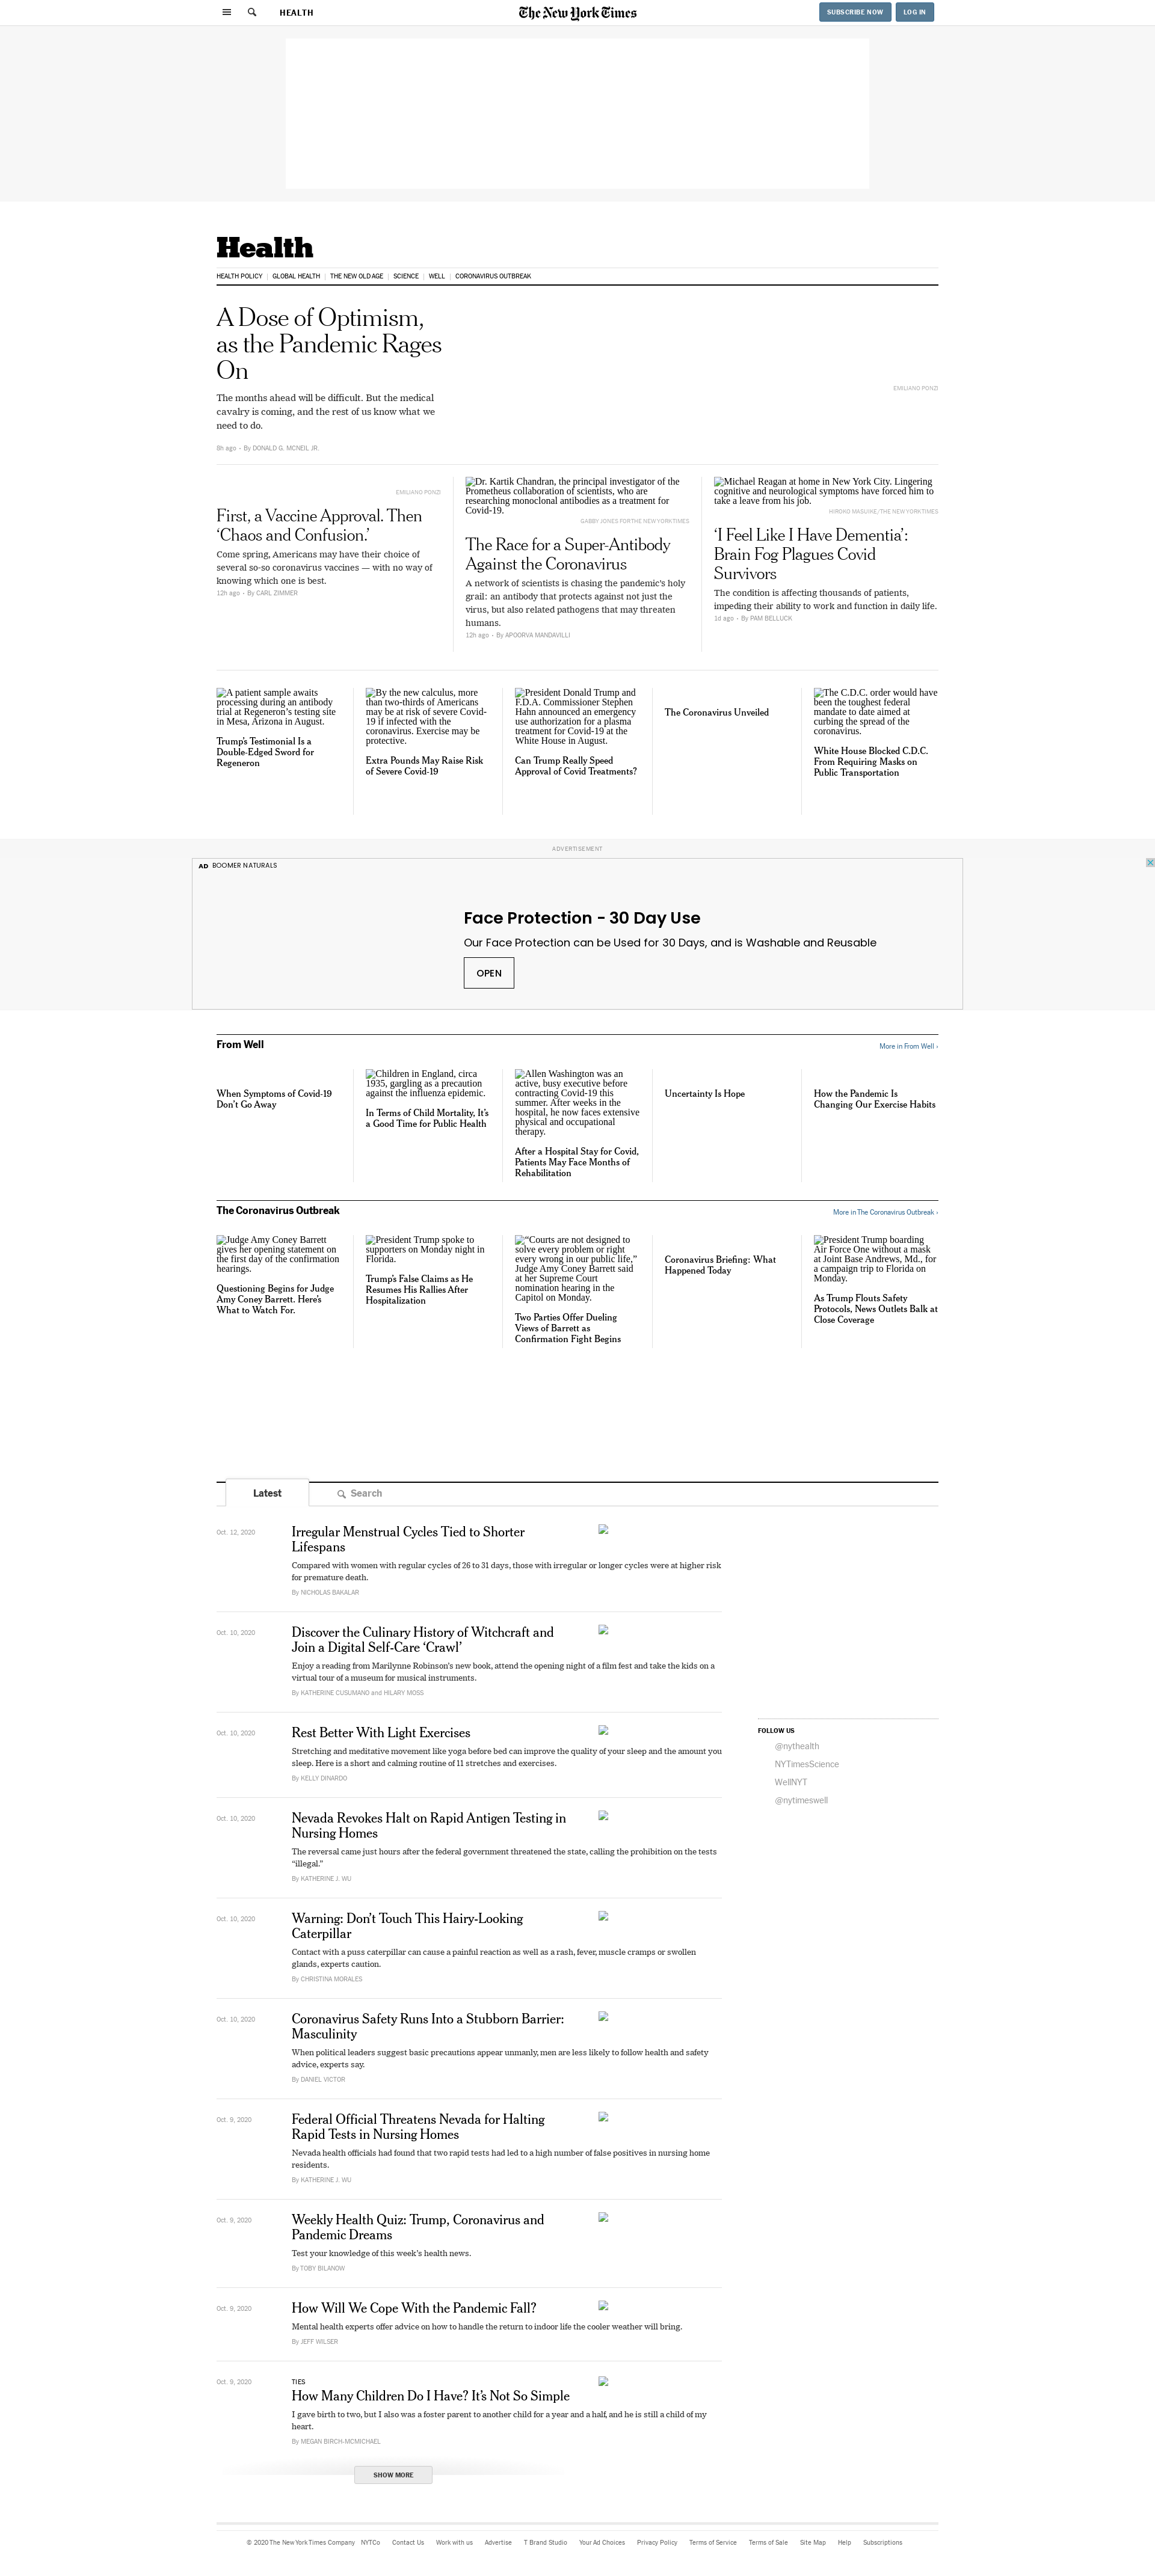 HEALTH
The New York Times
SUBSCRIBE NOW
LOG IN
Health
HEALTH POLICY
GLOBAL HEALTH
THE NEW OLD AGE
SCIENCE
WELL
CORONAVIRUS OUTBREAK
A Dose of Optimism,
as the Pandemic Rages
On
The months ahead will be difficult. But the medical
cavalry is coming, and the rest of us know what we
need to do.
8h ago • By DONALD G. MCNEIL JR.
EMILIANO PONZI
EMILIANO PONZI
First, a Vaccine Approval. Then
‘Chaos and Confusion.’
Come spring, Americans may have their choice of
several so-so coronavirus vaccines — with no way of
knowing which one is best.
12h ago • By CARL ZIMMER
Dr. Kartik Chandran, the principal investigator of the
Prometheus collaboration of scientists, who are
researching monoclonal antibodies as a treatment for
Covid-19.
GABBY JONES FOR THE NEW YORK TIMES
The Race for a Super-Antibody
Against the Coronavirus
A network of scientists is chasing the pandemic’s holy
grail: an antibody that protects against not just the
virus, but also related pathogens that may threaten
humans.
12h ago • By APOORVA MANDAVILLI
Michael Reagan at home in New York City. Lingering
cognitive and neurological symptoms have forced him to
take a leave from his job.
HIROKO MASUIKE/THE NEW YORK TIMES
‘I Feel Like I Have Dementia’:
Brain Fog Plagues Covid
Survivors
The condition is affecting thousands of patients,
impeding their ability to work and function in daily life.
1d ago • By PAM BELLUCK
A patient sample awaits
processing during an antibody
trial at Regeneron’s testing site
in Mesa, Arizona in August.
Trump’s Testimonial Is a
Double-Edged Sword for
Regeneron
By the new calculus, more
than two-thirds of Americans
may be at risk of severe Covid-
19 if infected with the
coronavirus. Exercise may be
protective.
Extra Pounds May Raise Risk
of Severe Covid-19
President Donald Trump and
F.D.A. Commissioner Stephen
Hahn announced an emergency
use authorization for a plasma
treatment for Covid-19 at the
White House in August.
Can Trump Really Speed
Approval of Covid Treatments?
The Coronavirus Unveiled
The C.D.C. order would have
been the toughest federal
mandate to date aimed at
curbing the spread of the
coronavirus.
White House Blocked C.D.C.
From Requiring Masks on
Public Transportation
ADVERTISEMENT
AD BOOMER NATURALS
Face Protection - 30 Day Use
Our Face Protection can be Used for 30 Days, and is Washable and Reusable
OPEN
From Well
More in From Well ›
When Symptoms of Covid-19
Don’t Go Away
Children in England, circa
1935, gargling as a precaution
against the influenza epidemic.
In Terms of Child Mortality, It’s
a Good Time for Public Health
Allen Washington was an
active, busy executive before
contracting Covid-19 this
summer. After weeks in the
hospital, he now faces extensive
physical and occupational
therapy.
After a Hospital Stay for Covid,
Patients May Face Months of
Rehabilitation
Uncertainty Is Hope
How the Pandemic Is
Changing Our Exercise Habits
The Coronavirus Outbreak
More in The Coronavirus Outbreak ›
Judge Amy Coney Barrett
gives her opening statement on
the first day of the confirmation
hearings.
Questioning Begins for Judge
Amy Coney Barrett. Here’s
What to Watch For.
President Trump spoke to
supporters on Monday night in
Florida.
Trump’s False Claims as He
Resumes His Rallies After
Hospitalization
“Courts are not designed to
solve every problem or right
every wrong in our public life,”
Judge Amy Coney Barrett said
at her Supreme Court
nomination hearing in the
Capitol on Monday.
Two Parties Offer Dueling
Views of Barrett as
Confirmation Fight Begins
Coronavirus Briefing: What
Happened Today
President Trump boarding
Air Force One without a mask
at Joint Base Andrews, Md., for
a campaign trip to Florida on
Monday.
As Trump Flouts Safety
Protocols, News Outlets Balk at
Close Coverage
Latest
Search
Oct. 12, 2020
Irregular Menstrual Cycles Tied to Shorter
Lifespans
Compared with women with regular cycles of 26 to 31 days, those with irregular or longer cycles were at higher risk
for premature death.
By NICHOLAS BAKALAR
Oct. 10, 2020
Discover the Culinary History of Witchcraft and
Join a Digital Self-Care ‘Crawl’
Enjoy a reading from Marilynne Robinson’s new book, attend the opening night of a film fest and take the kids on a
virtual tour of a museum for musical instruments.
By KATHERINE CUSUMANO and HILARY MOSS
Oct. 10, 2020
Rest Better With Light Exercises
Stretching and meditative movement like yoga before bed can improve the quality of your sleep and the amount you
sleep. Here is a short and calming routine of 11 stretches and exercises.
By KELLY DINARDO
Oct. 10, 2020
Nevada Revokes Halt on Rapid Antigen Testing in
Nursing Homes
The reversal came just hours after the federal government threatened the state, calling the prohibition on the tests
“illegal.”
By KATHERINE J. WU
Oct. 10, 2020
Warning: Don’t Touch This Hairy-Looking
Caterpillar
Contact with a puss caterpillar can cause a painful reaction as well as a rash, fever, muscle cramps or swollen
glands, experts caution.
By CHRISTINA MORALES
Oct. 10, 2020
Coronavirus Safety Runs Into a Stubborn Barrier:
Masculinity
When political leaders suggest basic precautions appear unmanly, men are less likely to follow health and safety
advice, experts say.
By DANIEL VICTOR
Oct. 9, 2020
Federal Official Threatens Nevada for Halting
Rapid Tests in Nursing Homes
Nevada health officials had found that two rapid tests had led to a high number of false positives in nursing home
residents.
By KATHERINE J. WU
Oct. 9, 2020
Weekly Health Quiz: Trump, Coronavirus and
Pandemic Dreams
Test your knowledge of this week’s health news.
By TOBY BILANOW
Oct. 9, 2020
How Will We Cope With the Pandemic Fall?
Mental health experts offer advice on how to handle the return to indoor life the cooler weather will bring.
By JEFF WILSER
Oct. 9, 2020
TIES
How Many Children Do I Have? It’s Not So Simple
I gave birth to two, but I also was a foster parent to another child for a year and a half, and he is still a child of my
heart.
By MEGAN BIRCH-MCMICHAEL
SHOW MORE
FOLLOW US
@nythealth
NYTimesScience
WellNYT
@nytimeswell
© 2020 The New York Times Company
NYTCo
Contact Us
Work with us
Advertise
T Brand Studio
Your Ad Choices
Privacy Policy
Terms of Service
Terms of Sale
Site Map
Help
Subscriptions